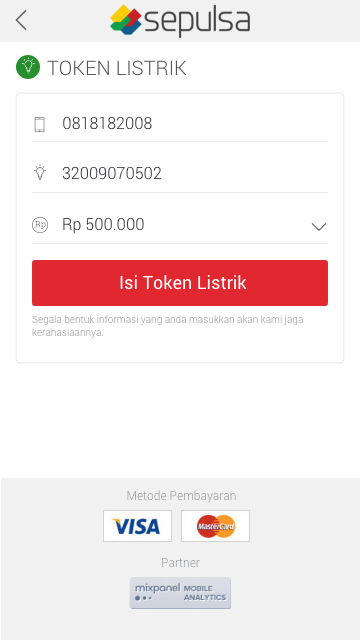 sepulsa
TOKEN LISTRIK
0818182008
32009070502
Rp
Rp 500.000
Isi Token Listrik
Segala bentuk informasi yang anda masukkan akan kami jaga
kerahasiaannya.
Metode Pembayaran
VISA
MasterCard
Partner
mixpanel MOBILE
ANALYTICS